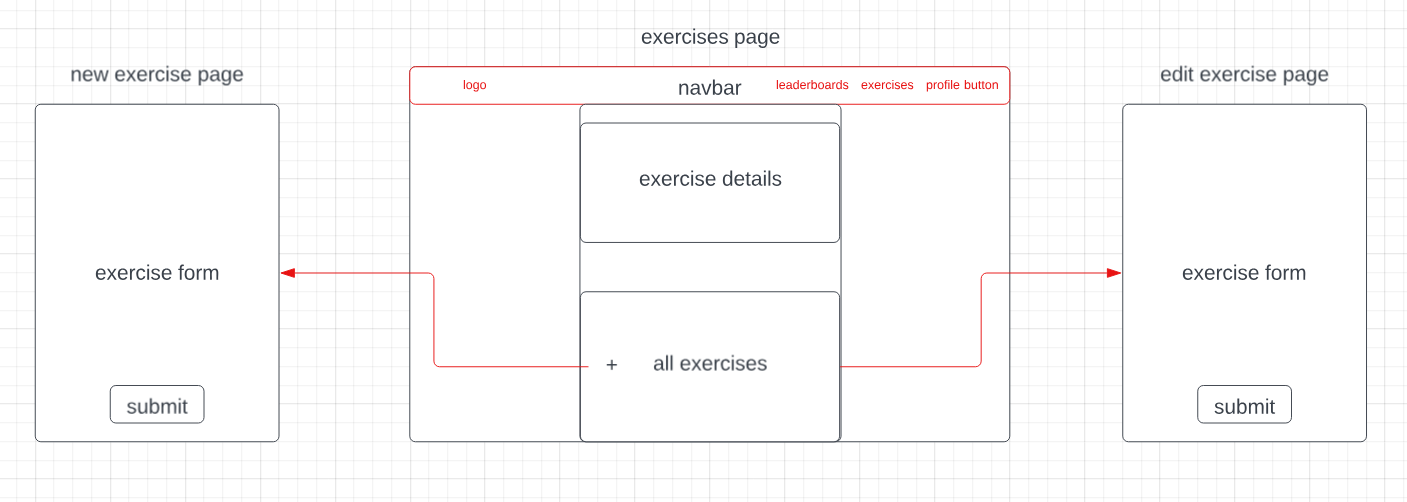 exercises page
new exercise page
edit exercise page
logo
navbar
leaderboards
exercises
profile button
exercise details
exercise form
exercise form
+
all exercises
submit
submit